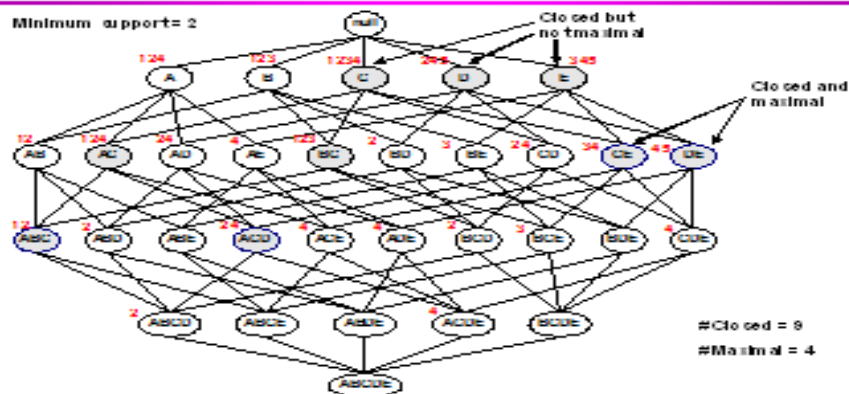 Minimum support = 2
null
Closed but
not maximal
124 123 1234 245 345
A B C D E
Closed and
maximal
12 124 24 4 123 2 3 24 34 45
AB AC AD AE BC BD BE CD CE DE
12 2 24 4 4 2 3 4
ABC ABD ABE ACD ACE ADE BCD BCE BDE CDE
2 4
ABCD ABCE ABDE ACDE BCDE
#Closed = 9
#Maximal = 4
ABCDE